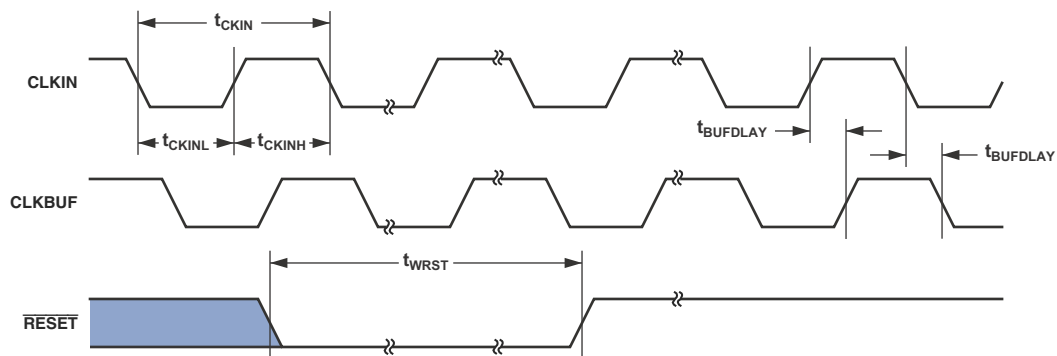 tCKIN
CLKIN
tCKINL
tCKINH
tBUFDLAY
tBUFDLAY
CLKBUF
tWRST
RESET